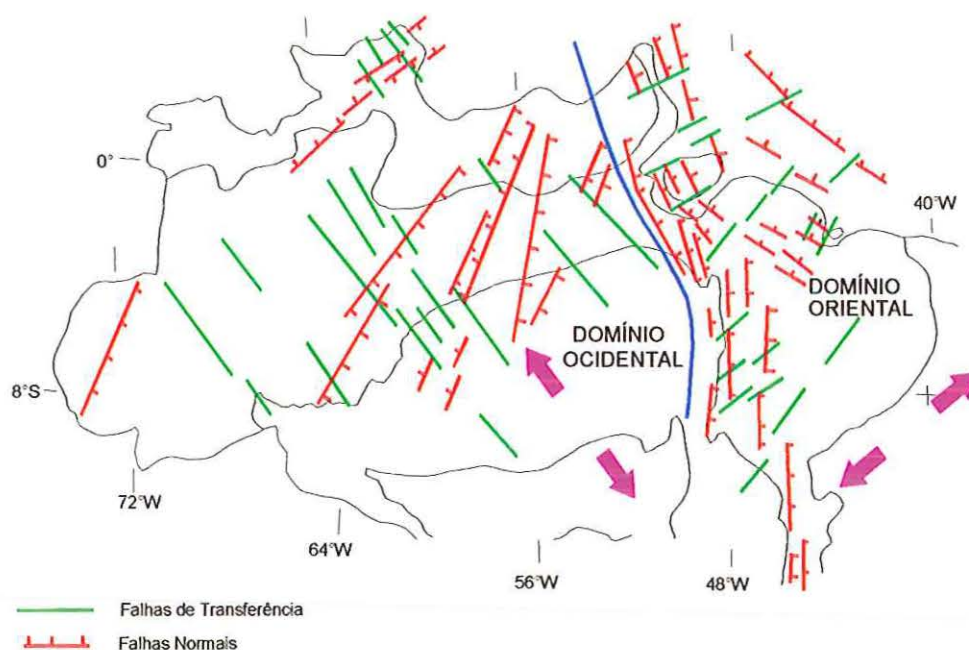 0°
40°W
DOMÍNIO
ORIENTAL
DOMÍNIO
OCIDENTAL
8°S
72°W
64°W
56°W
48°W
Falhas de Transferência
Falhas Normais